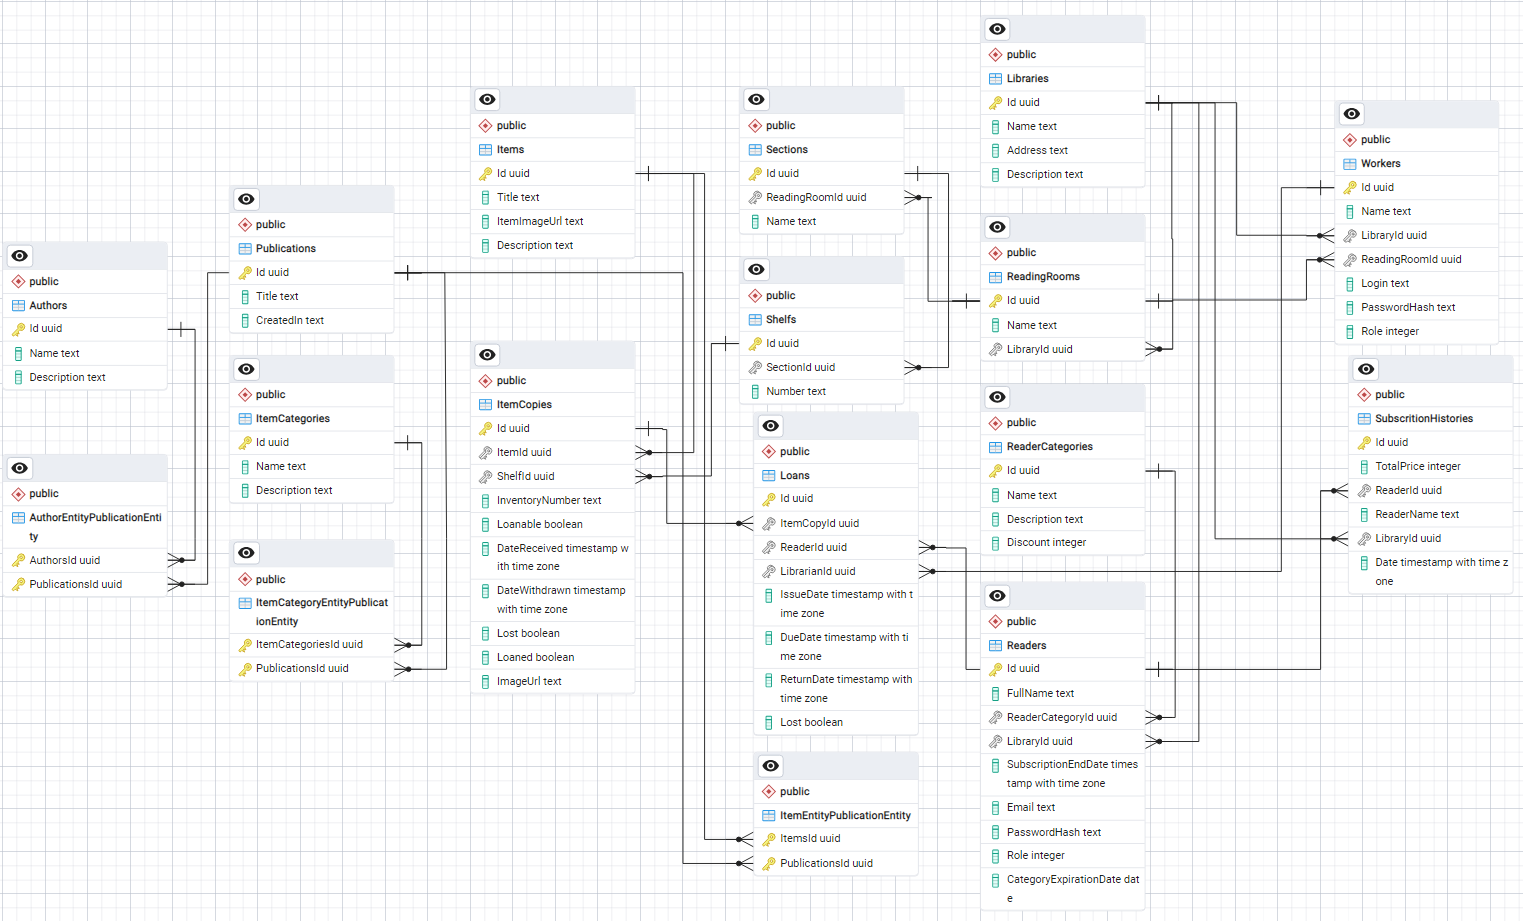 public
Authors
Id uuid
Name text
Description text
public
AuthorEntityPublicationEnti
ty
AuthorsId uuid
PublicationsId uuid
public
Publications
Id uuid
Title text
CreatedIn text
public
ItemCategories
Id uuid
Name text
Description text
public
ItemCategoryEntityPublicat
ionEntity
ItemCategoriesId uuid
PublicationsId uuid
public
Items
Id uuid
Title text
ItemImageUrl text
Description text
public
ItemCopies
Id uuid
ItemId uuid
ShelfId uuid
InventoryNumber text
Loanable boolean
DateReceived timestamp w
ith time zone
DateWithdrawn timestamp
with time zone
Lost boolean
Loaned boolean
ImageUrl text
public
Sections
Id uuid
ReadingRoomId uuid
Name text
public
Shelfs
Id uuid
SectionId uuid
Number text
public
Loans
Id uuid
ItemCopyId uuid
ReaderId uuid
LibrarianId uuid
IssueDate timestamp with t
ime zone
DueDate timestamp with ti
me zone
ReturnDate timestamp with
time zone
Lost boolean
public
ItemEntityPublicationEntity
ItemsId uuid
PublicationsId uuid
public
Libraries
Id uuid
Name text
Address text
Description text
public
ReadingRooms
Id uuid
Name text
LibraryId uuid
public
ReaderCategories
Id uuid
Name text
Description text
Discount integer
public
Readers
Id uuid
FullName text
ReaderCategoryId uuid
LibraryId uuid
SubscriptionEndDate times
tamp with time zone
Email text
PasswordHash text
Role integer
CategoryExpirationDate dat
e
public
Workers
Id uuid
Name text
LibraryId uuid
ReadingRoomId uuid
Login text
PasswordHash text
Role integer
public
SubscritionHistories
Id uuid
TotalPrice integer
ReaderId uuid
ReaderName text
LibraryId uuid
Date timestamp with time z
one